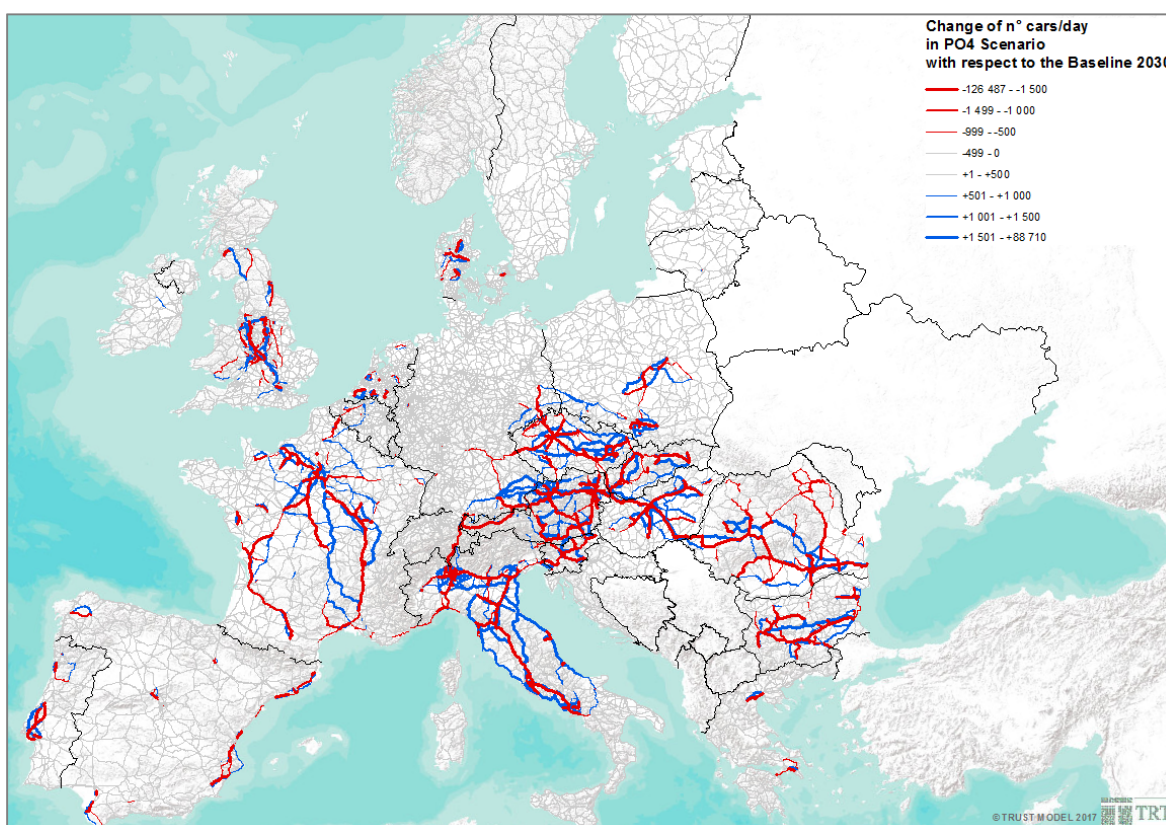 Change of n° cars/day
in PO4 Scenario
with respect to the Baseline 2030
-126 487 - -1 500
-1 499 - -1 000
-999 - -500
-499 - 0
+1 - +500
+501 - +1 000
+1 001 - +1 500
+1 501 - +88 710
© TRUST MODEL 2017
TRT